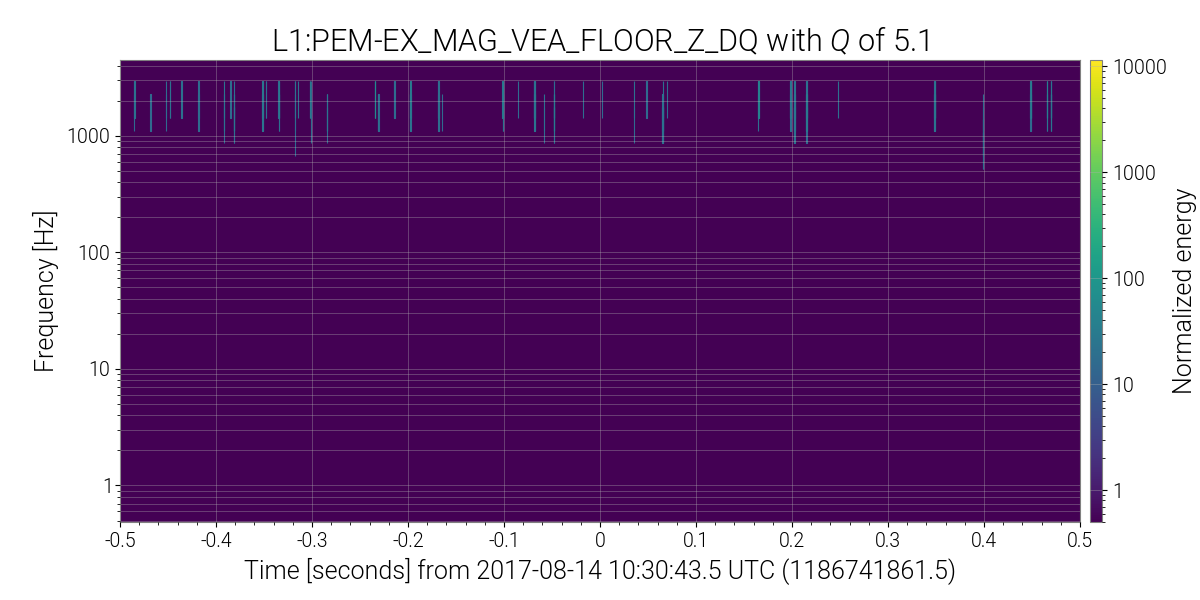 L1:PEM-EX_MAG_VEA_FLOOR_Z_DQ with Q of 5.1
Frequency [Hz]
1000
100
10
1
-0.5 -0.4 -0.3 -0.2 -0.1 0 0.1 0.2 0.3 0.4 0.5
Time [seconds] from 2017-08-14 10:30:43.5 UTC (1186741861.5)
10000
1000
100
10
1
Normalized energy